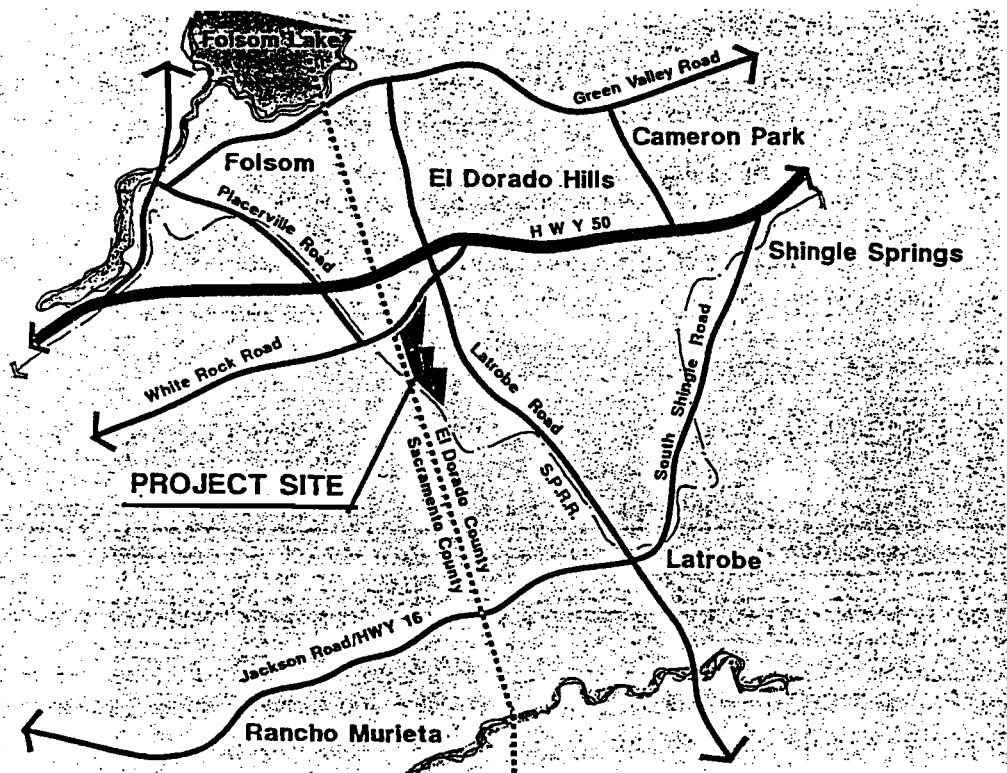 Folsom Lake
Green Valley Road
Cameron Park
Folsom
El Dorado Hills
Placerville Road
HWY 50
Shingle Springs
White Rock Road
Latrobe Road
South Shingle Road
PROJECT SITE
El Dorado County
Sacramento County
S.P.R.R.
Latrobe
Jackson Road/HWY 16
Rancho Murieta